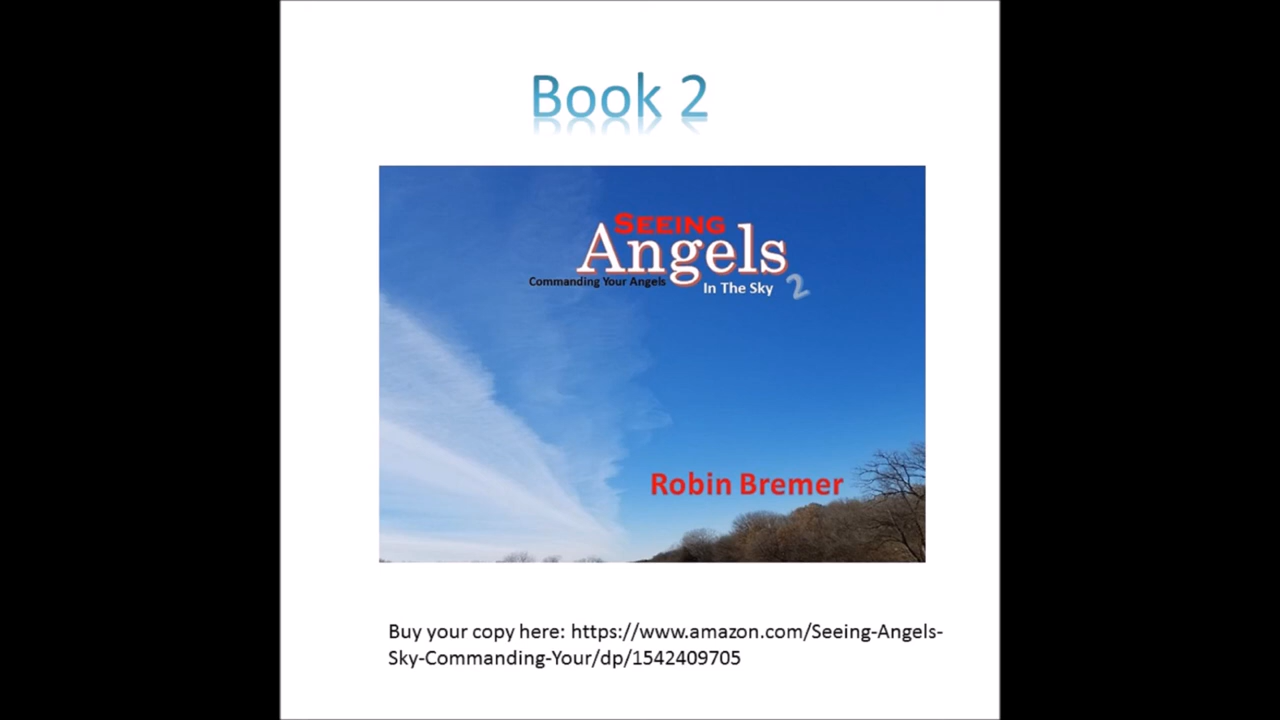 Book 2
SEEING
Angels
Commanding Your Angels
In The Sky 2
Robin Bremer
Buy your copy here: https://www.amazon.com/Seeing-Angels-
Sky-Commanding-Your/dp/1542409705